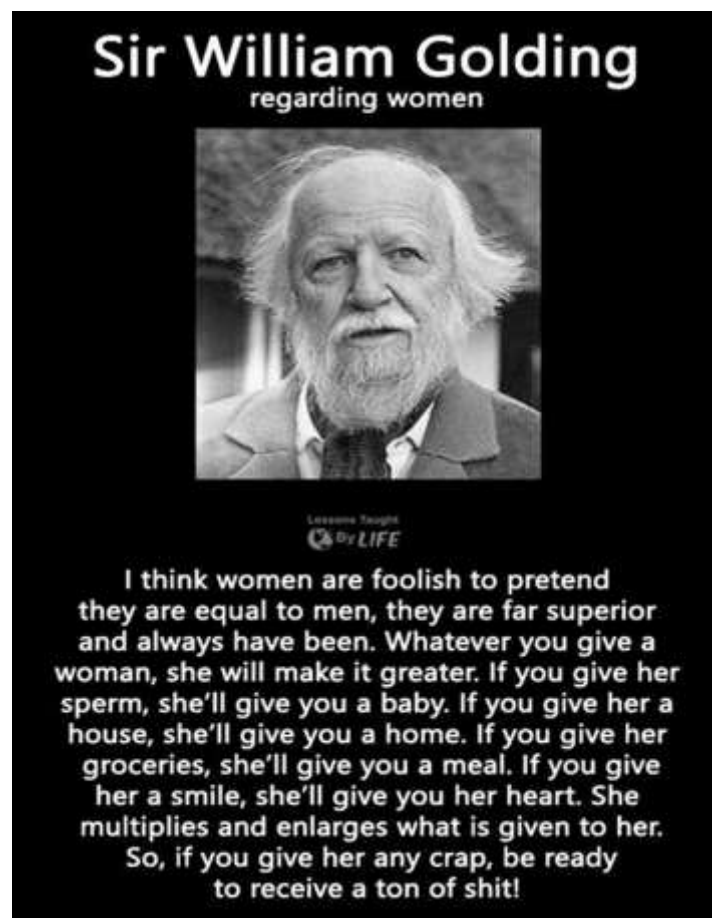 Sir William Golding
regarding women
Lessons Taught
By LIFE
I think women are foolish to pretend
they are equal to men, they are far superior
and always have been. Whatever you give a
woman, she will make it greater. If you give her
sperm, she'll give you a baby. If you give her a
house, she'll give you a home. If you give her
groceries, she'll give you a meal. If you give
her a smile, she'll give you her heart. She
multiplies and enlarges what is given to her.
So, if you give her any crap, be ready
to receive a ton of shit!